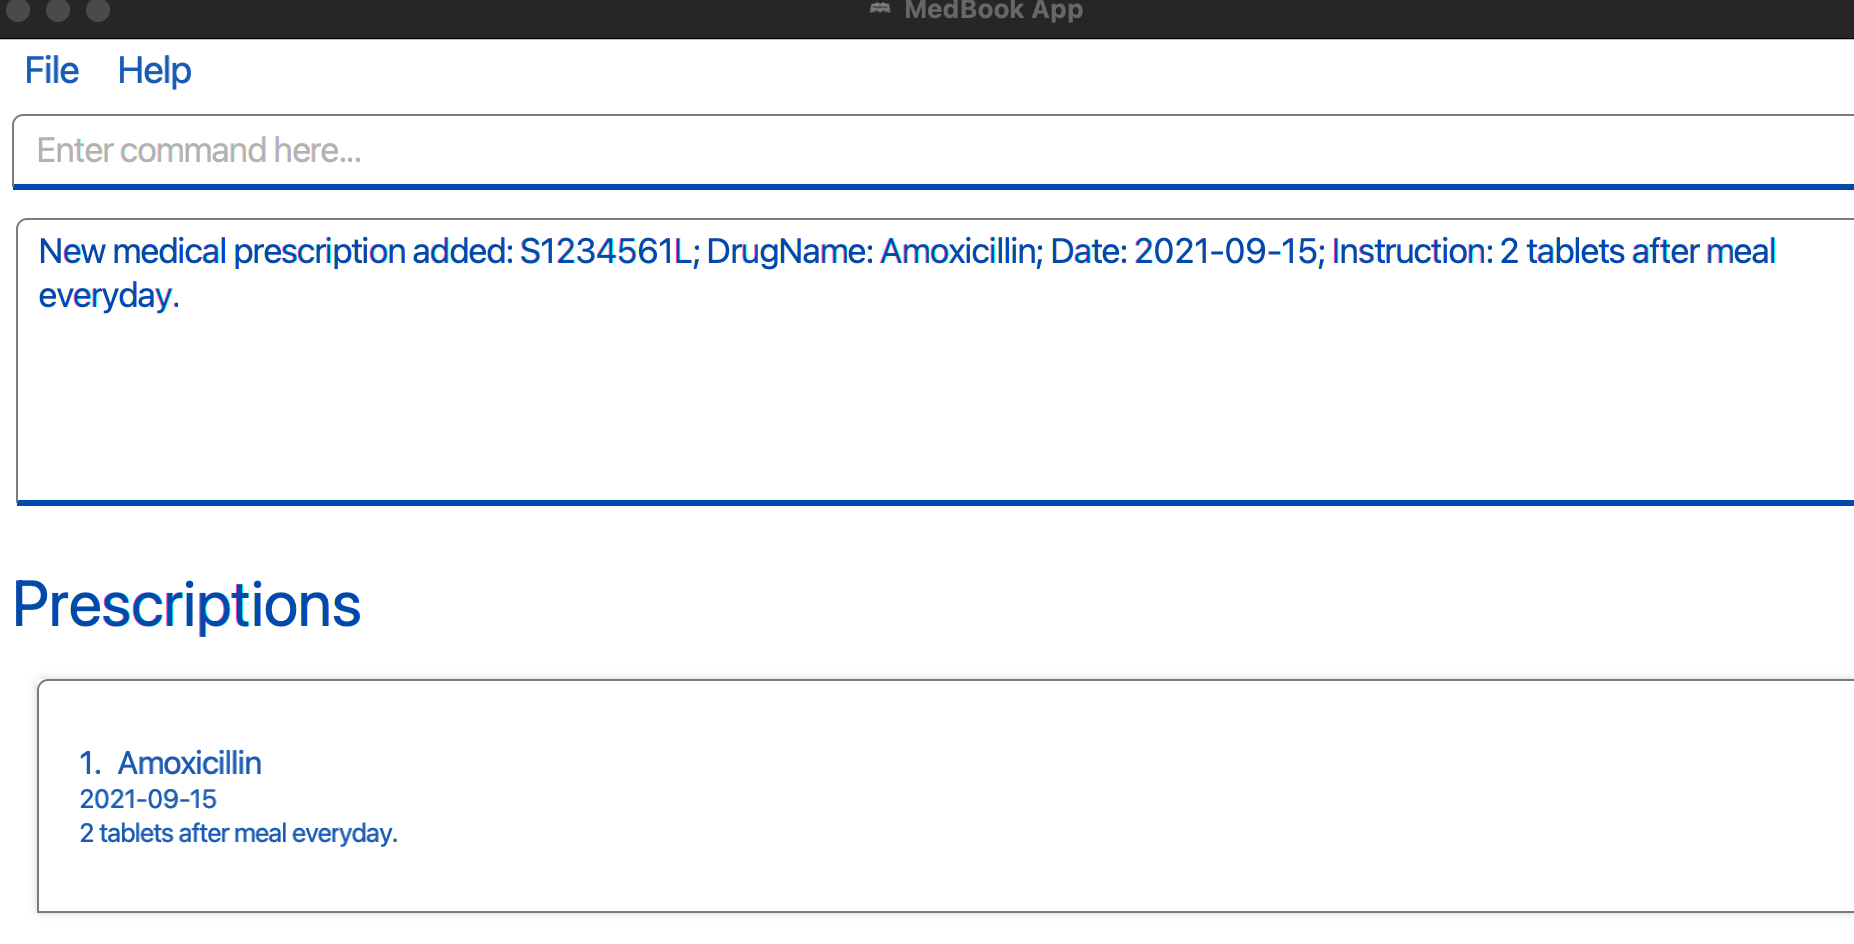 MedBook App
File Help
Enter command here...
New medical prescription added: S1234561L; DrugName: Amoxicillin; Date: 2021-09-15; Instruction: 2 tablets after meal
everyday.
Prescriptions
1. Amoxicillin
2021-09-15
2 tablets after meal everyday.